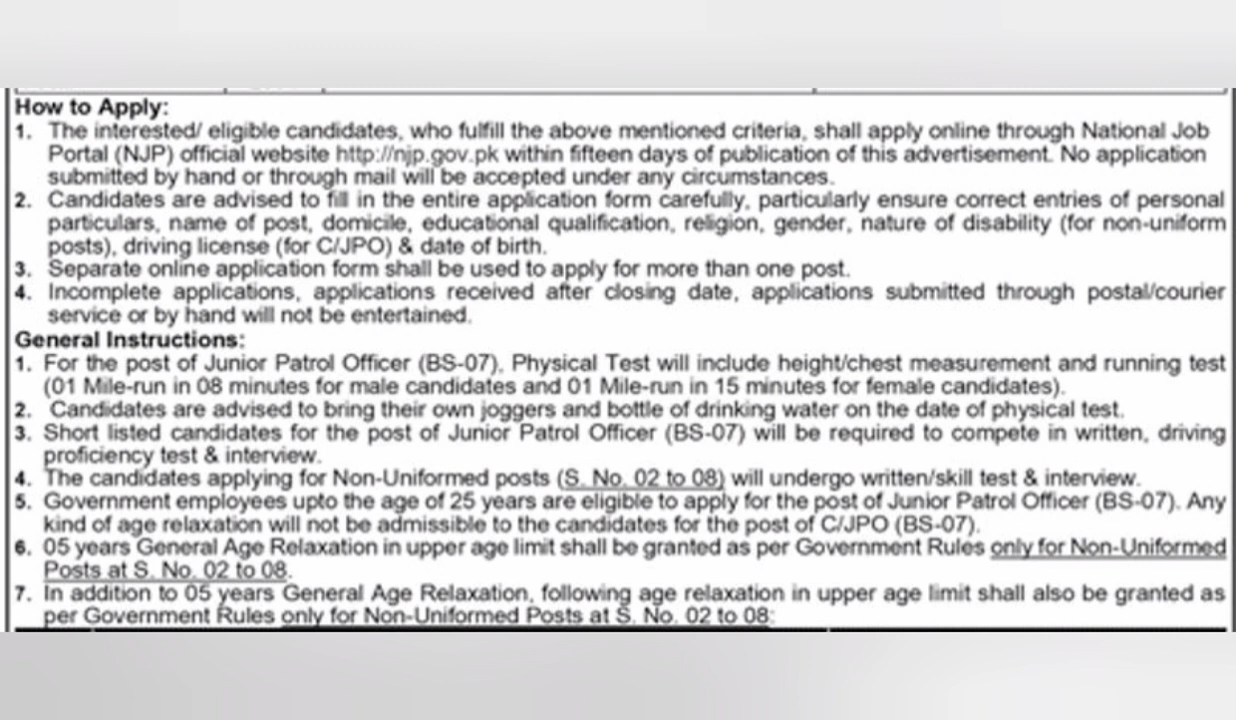 How to Apply:
1. The interested/ eligible candidates, who fulfill the above mentioned criteria, shall apply online through National Job
Portal (NJP) official website http://njp.gov.pk within fifteen days of publication of this advertisement. No application
submitted by hand or through mail will be accepted under any circumstances.
2. Candidates are advised to fill in the entire application form carefully, particularly ensure correct entries of personal
particulars, name of post, domicile, educational qualification, religion, gender, nature of disability (for non-uniform
posts), driving license (for C/JPO) & date of birth.
3. Separate online application form shall be used to apply for more than one post.
4. Incomplete applications, applications received after closing date, applications submitted through postal/courier
service or by hand will not be entertained.
General Instructions:
1. For the post of Junior Patrol Officer (BS-07), Physical Test will include height/chest measurement and running test
(01 Mile-run in 08 minutes for male candidates and 01 Mile-run in 15 minutes for female candidates).
2. Candidates are advised to bring their own joggers and bottle of drinking water on the date of physical test.
3. Short listed candidates for the post of Junior Patrol Officer (BS-07) will be required to compete in written, driving
proficiency test & interview.
4. The candidates applying for Non-Uniformed posts (S. No. 02 to 08) will undergo written/skill test & interview.
5. Government employees upto the age of 25 years are eligible to apply for the post of Junior Patrol Officer (BS-07). Any
kind of age relaxation will not be admissible to the candidates for the post of C/JPO (BS-07).
6. 05 years General Age Relaxation in upper age limit shall be granted as per Government Rules only for Non-Uniformed
Posts at S. No. 02 to 08.
7. In addition to 05 years General Age Relaxation, following age relaxation in upper age limit shall also be granted as
per Government Rules only for Non-Uniformed Posts at S. No. 02 to 08: